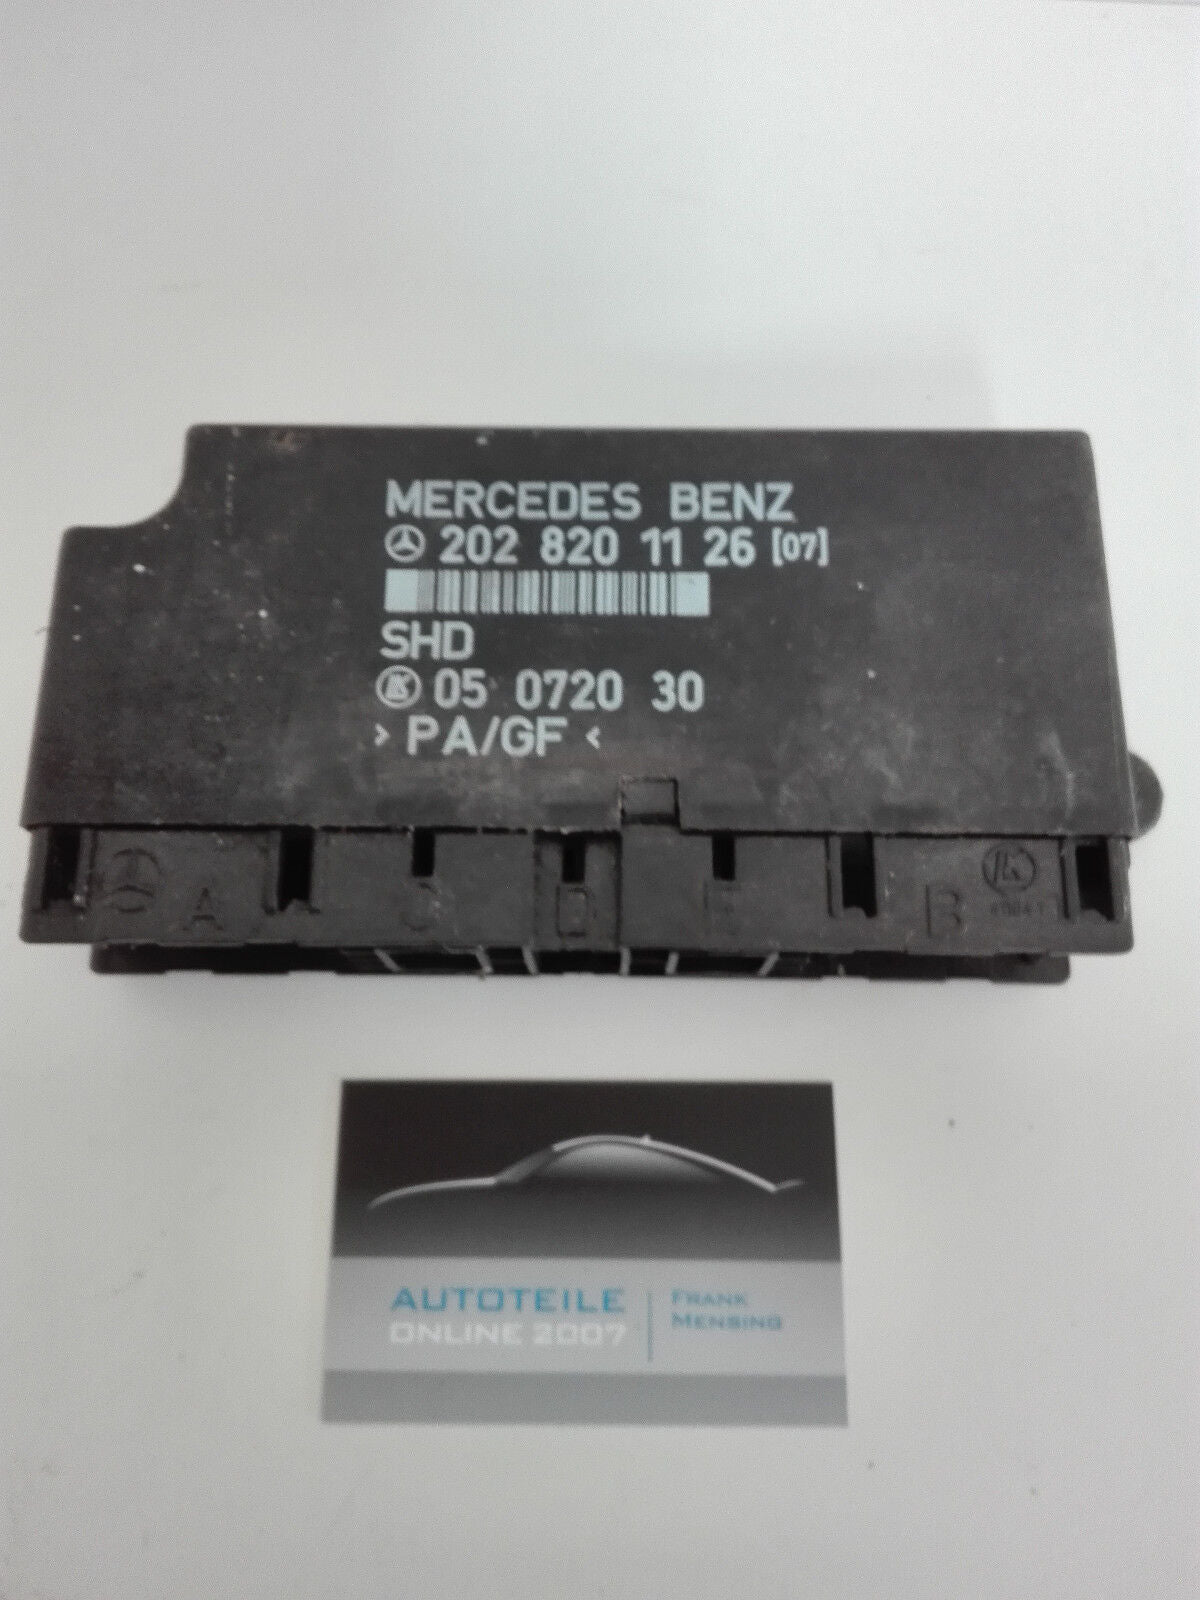 MERCEDES BENZ
202 820 11 26 [07]
SHD
05 0720 30
> PA/GF <
A C D E B
AUTOTEILE
ONLINE 2007
FRANK
MENSING